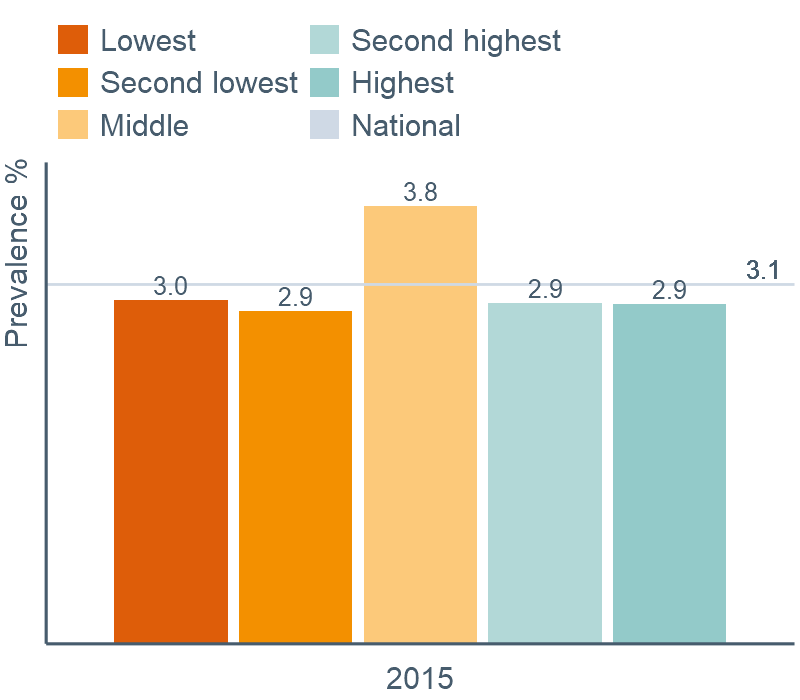 Lowest
Second lowest
Middle
Second highest
Highest
National
Prevalence %
3.0
2.9
3.8
2.9
2.9
3.1
2015